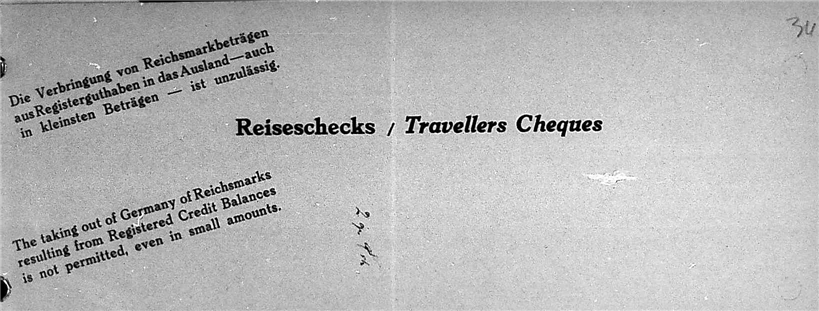 34
Die Verbringung von Reichsmarkbeträgen
aus Registerguthaben in das Ausland—auch
in kleinsten Beträgen — ist unzulässig.
Reiseschecks / Travellers Cheques
The taking out of Germany of Reichsmarks
resulting from Registered Credit Balances
is not permitted, even in small amounts.